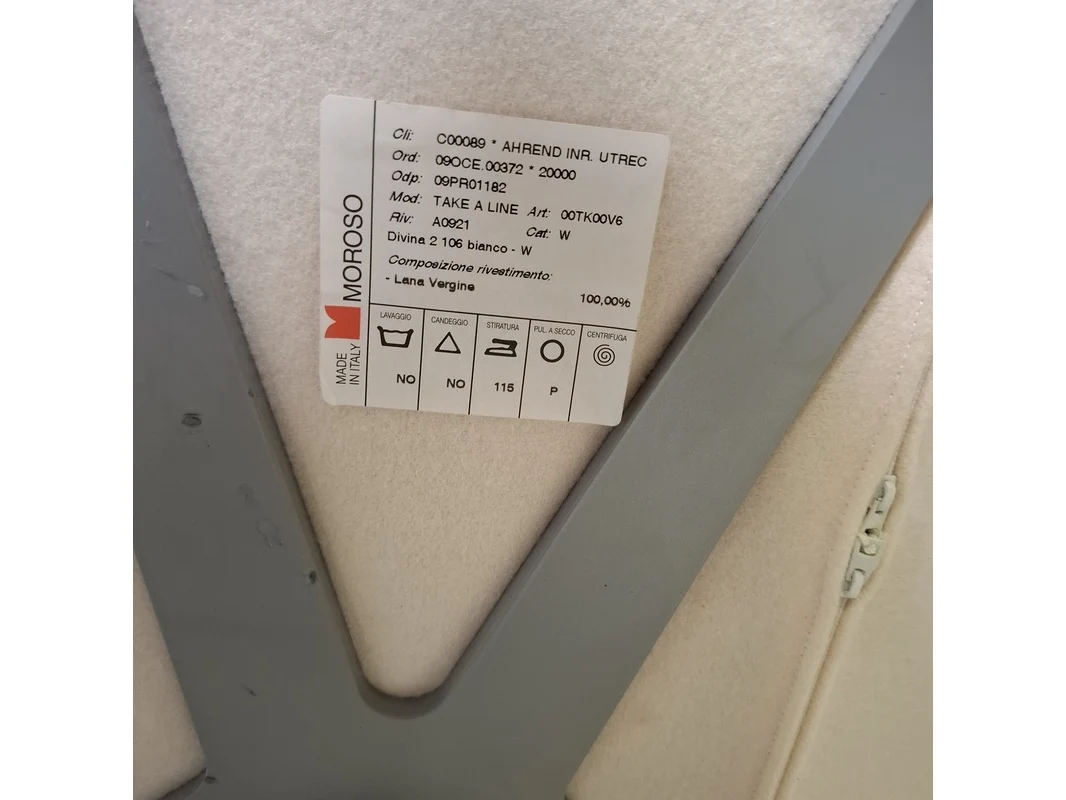 Cli: C00089 * AHREND INR. UTREC
Ord: 09OCE.00372 * 20000
Odp: 09PR01182
Mod: TAKE A LINE Art: 00TK00V6
Riv: A0921 Cat: W
Divina 2 106 bianco - W
Composizione rivestimento:
- Lana Vergine 100,00%
MOROSO
MADE
IN ITALY
LAVAGGIO CANDEGGIO STIRATURA PUL. A SECCO CENTRIFUGA
NO NO 115 P